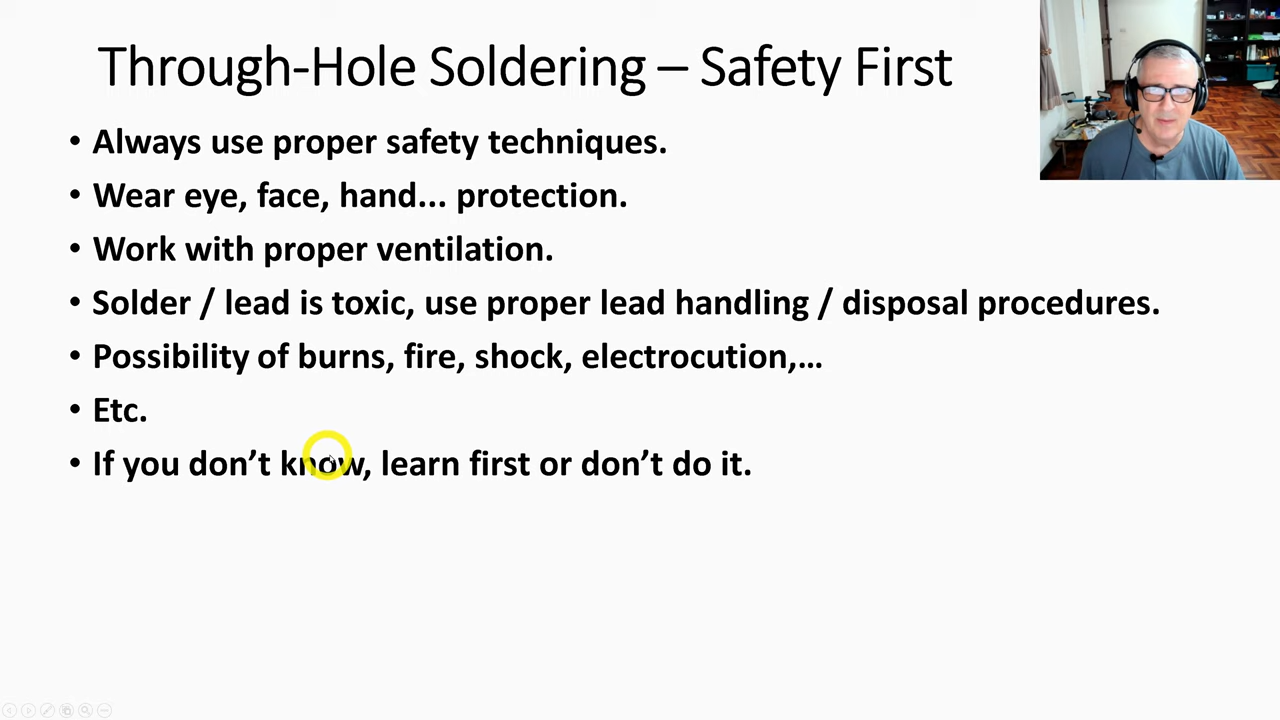 Through-Hole Soldering – Safety First
• Always use proper safety techniques.
• Wear eye, face, hand... protection.
• Work with proper ventilation.
• Solder / lead is toxic, use proper lead handling / disposal procedures.
• Possibility of burns, fire, shock, electrocution,...
• Etc.
• If you don’t know, learn first or don’t do it.